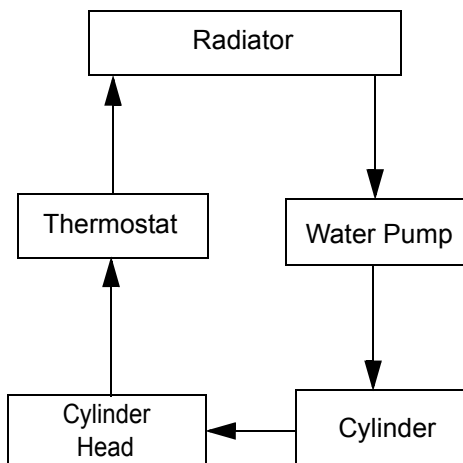 Radiator
Thermostat
Water Pump
Cylinder
Head
Cylinder